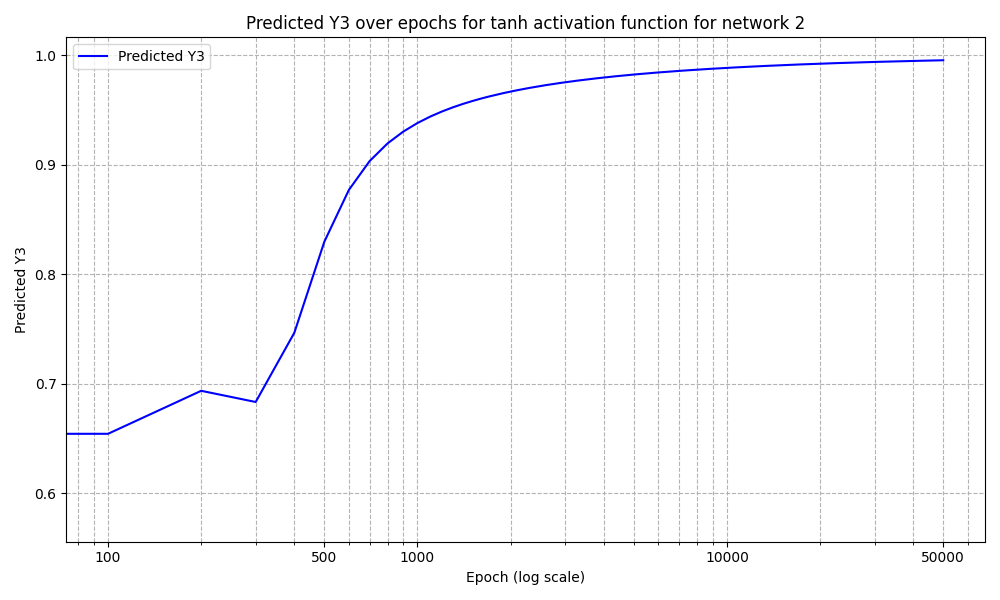 Predicted Y3 over epochs for tanh activation function for network 2
Predicted Y3
1.0
0.9
0.8
0.7
0.6
Predicted Y3
100
500
1000
10000
50000
Epoch (log scale)